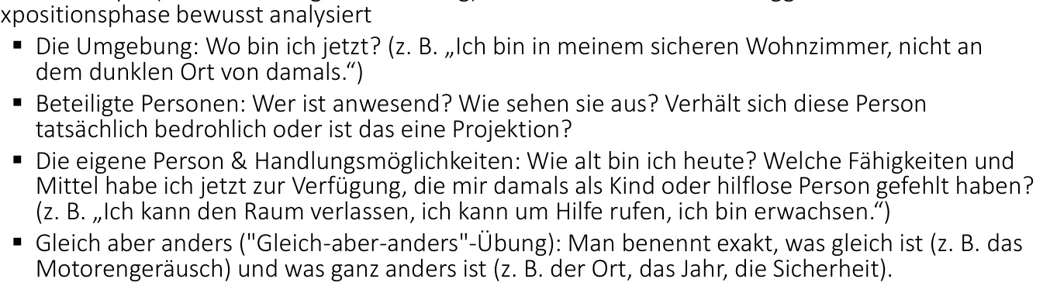 xpositionsphase bewusst analysiert
▪ Die Umgebung: Wo bin ich jetzt? (z. B. „Ich bin in meinem sicheren Wohnzimmer, nicht an
dem dunklen Ort von damals.“)
▪ Beteiligte Personen: Wer ist anwesend? Wie sehen sie aus? Verhält sich diese Person
tatsächlich bedrohlich oder ist das eine Projektion?
▪ Die eigene Person & Handlungsmöglichkeiten: Wie alt bin ich heute? Welche Fähigkeiten und
Mittel habe ich jetzt zur Verfügung, die mir damals als Kind oder hilflose Person gefehlt haben?
(z. B. „Ich kann den Raum verlassen, ich kann um Hilfe rufen, ich bin erwachsen.“)
▪ Gleich aber anders ("Gleich-aber-anders"-Übung): Man benennt exakt, was gleich ist (z. B. das
Motorengeräusch) und was ganz anders ist (z. B. der Ort, das Jahr, die Sicherheit).